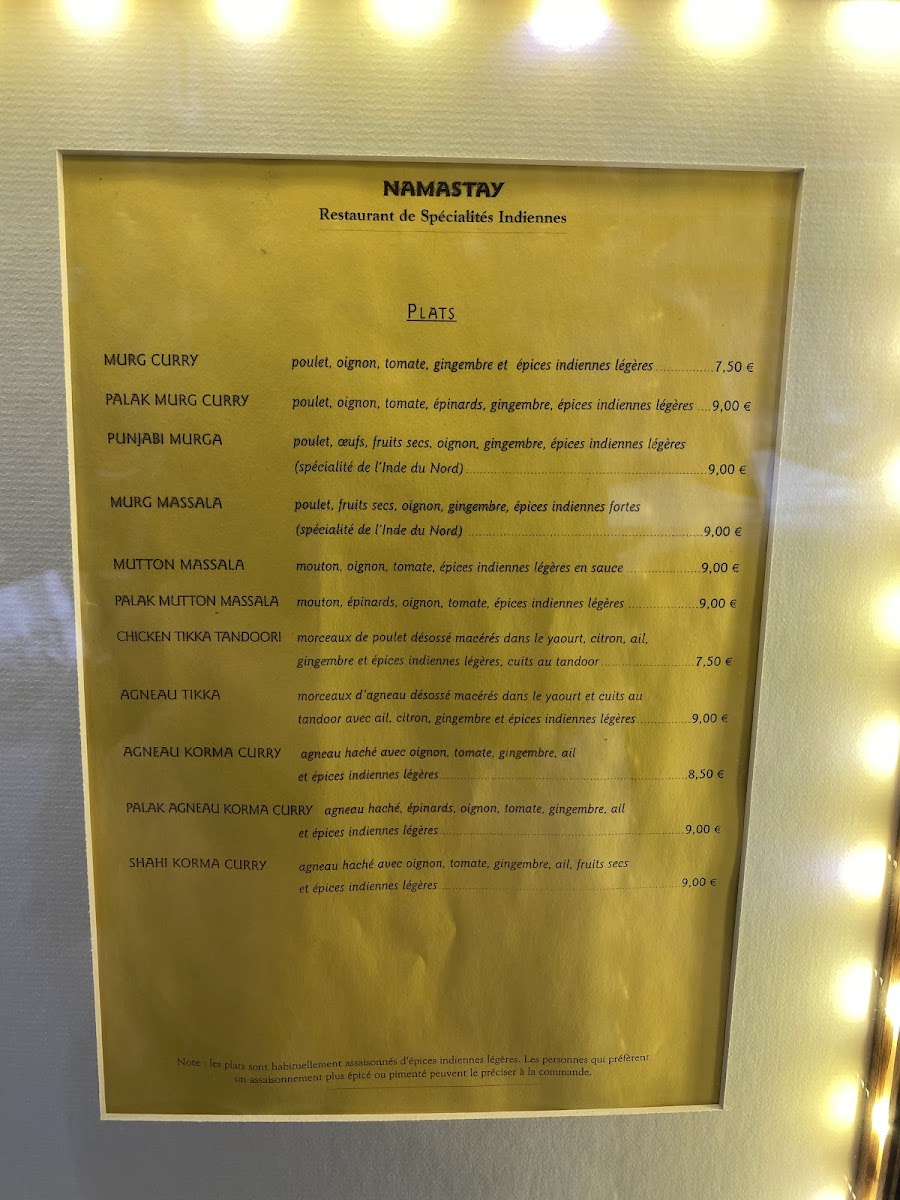 NAMASTAY
Restaurant de Spécialités Indiennes
PLATS
MURG CURRY poulet, oignon, tomate, gingembre et épices indiennes légères ............... 7,50 €
PALAK MURG CURRY poulet, oignon, tomate, épinards, gingembre, épices indiennes légères .... 9,00 €
PUNJABI MURGA poulet, œufs, fruits secs, oignon, gingembre, épices indiennes légères
(spécialité de l'Inde du Nord) ............... 9,00 €
MURG MASSALA poulet, fruits secs, oignon, gingembre, épices indiennes fortes
(spécialité de l'Inde du Nord) ............... 9,00 €
MUTTON MASSALA mouton, oignon, tomate, épices indiennes légères en sauce ............... 9,00 €
PALAK MUTTON MASSALA mouton, épinards, oignon, tomate, épices indiennes légères ............... 9,00 €
CHICKEN TIKKA TANDOORI morceaux de poulet désossé macérés dans le yaourt, citron, ail,
gingembre et épices indiennes légères, cuits au tandoor ............... 7,50 €
AGNEAU TIKKA morceaux d'agneau désossé macérés dans le yaourt et cuits au
tandoor avec ail, citron, gingembre et épices indiennes légères ............... 9,00 €
AGNEAU KORMA CURRY agneau haché avec oignon, tomate, gingembre, ail
et épices indiennes légères ............... 8,50 €
PALAK AGNEAU KORMA CURRY agneau haché, épinards, oignon, tomate, gingembre, ail
et épices indiennes légères ............... 9,00 €
SHAHI KORMA CURRY agneau haché avec oignon, tomate, gingembre, ail, fruits secs
et épices indiennes légères ............... 9,00 €
Note : les plats sont habituellement assaisonnés d'épices indiennes légères. Les personnes qui préfèrent
un assaisonnement plus épicé ou pimenté peuvent le préciser à la commande.